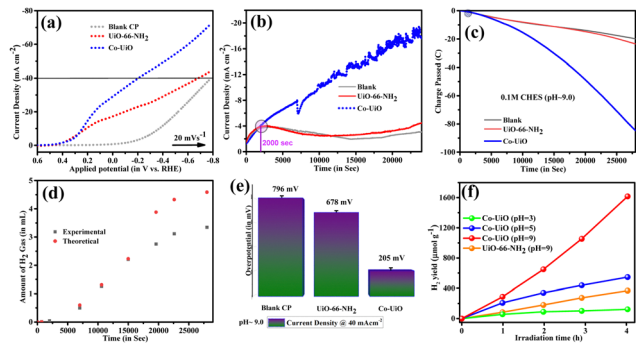 (a)
Blank CP
UiO-66-NH2
Co-UiO
Current Density (mA cm-2)
0
-20
-40
-60
-80
0.6 0.4 0.2 0.0 -0.2 -0.4 -0.6 -0.8
20 mVs-1
Applied potential (in V vs. RHE)
(b)
Current Density (mA cm-2)
-20
-16
-12
-8
-4
0
Blank
UiO-66-NH2
Co-UiO
2000 sec
0 5000 10000 15000 20000
Time (in Sec)
(c)
Charge Passed (C)
0
-20
-40
-60
-80
-100
0.1M CHES (pH~9.0)
Blank
UiO-66-NH2
Co-UiO
5000 10000 15000 20000 25000
Time (in Sec)
(d)
Experimental
Theoretical
Amount of H2 Gas (in mL)
5
4
3
2
1
0
0 5000 10000 15000 20000 25000
Time (in Sec)
(e)
Overpotential (in mV)
796 mV
678 mV
205 mV
Blank CP UiO-66-NH2 Co-UiO
pH~ 9.0
Current Density @ 40 mAcm-2
(f)
H2 yield (μmol g-1)
1600
1200
800
400
0
Co-UiO (pH=3)
Co-UiO (pH=5)
Co-UiO (pH=9)
UiO-66-NH2 (pH=9)
0 1 2 3 4
Irradiation time (h)